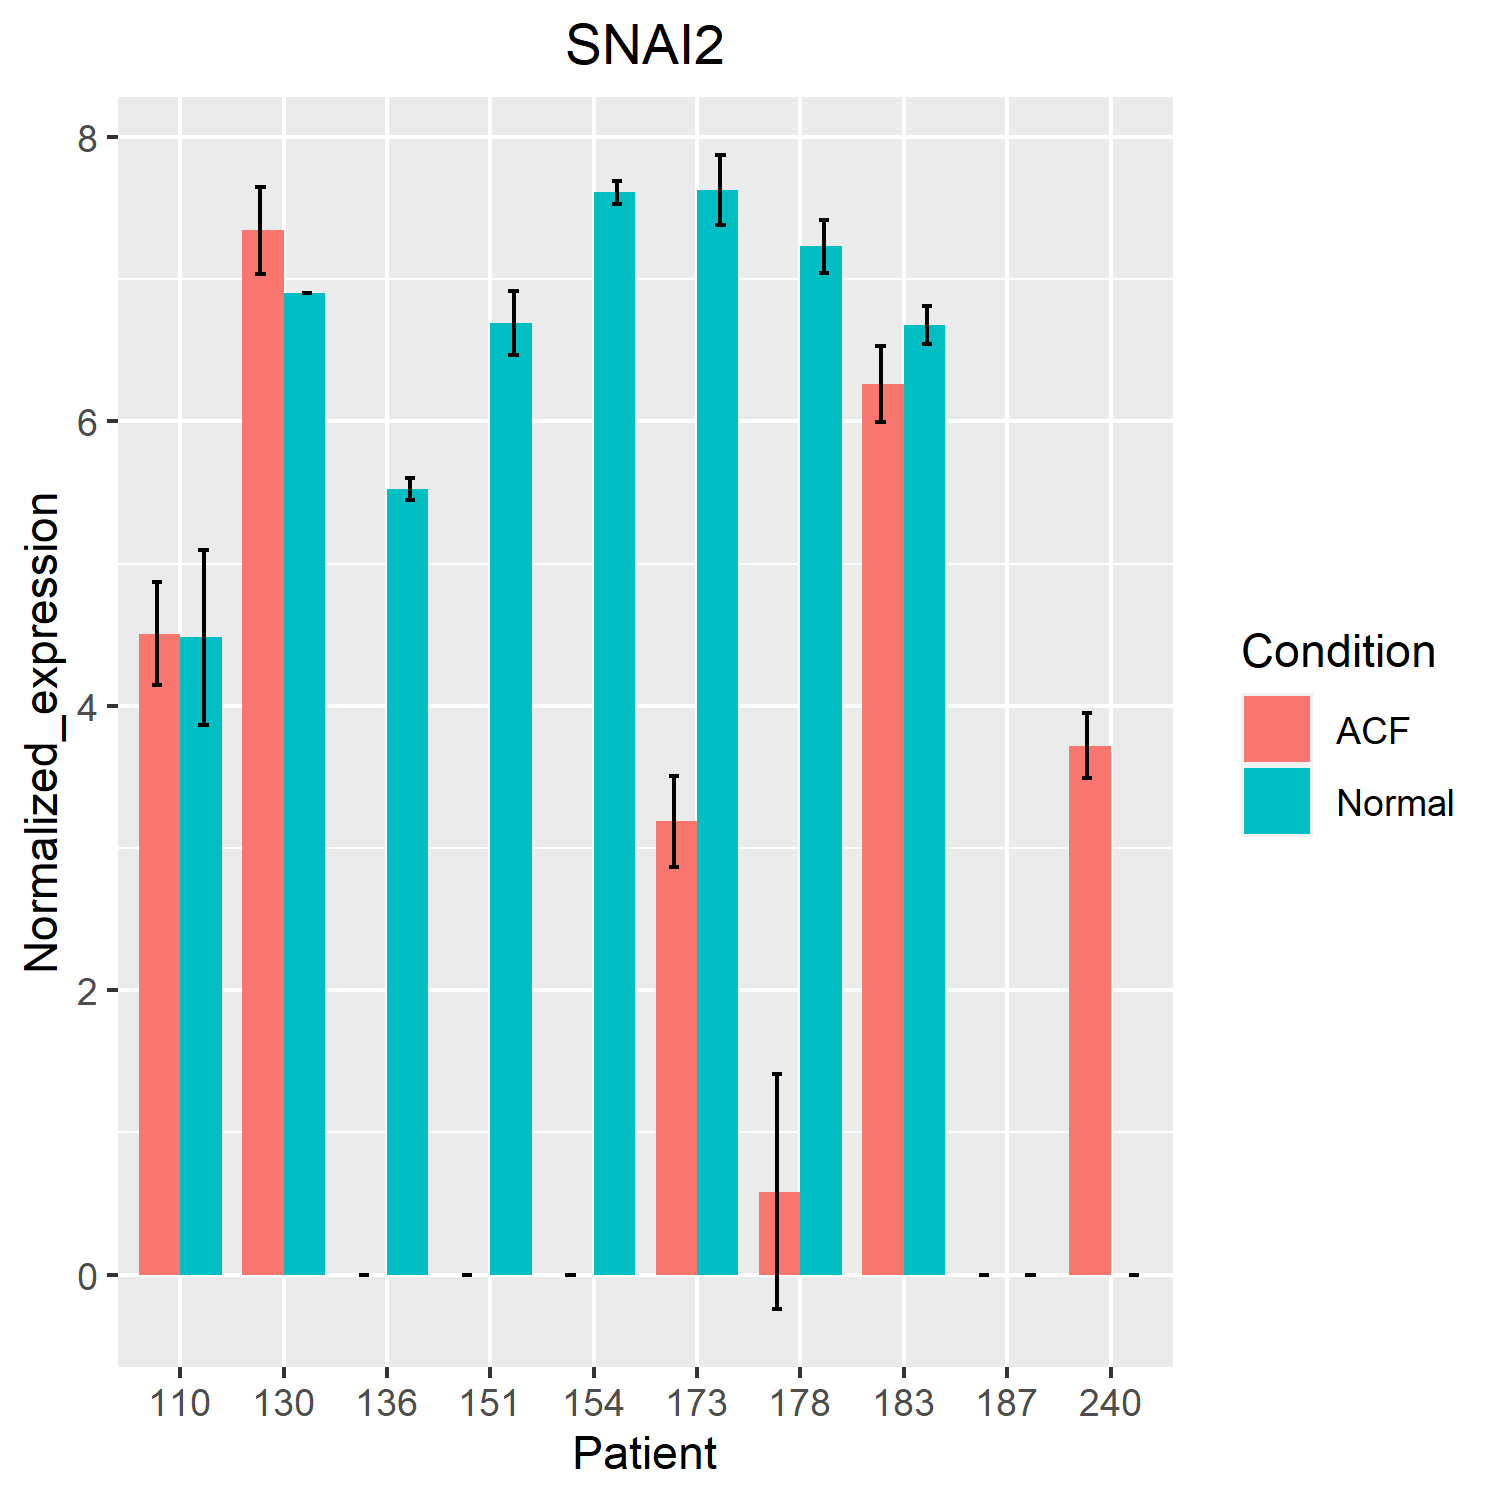 SNAI2
Normalized_expression
8
6
4
2
0
110 130 136 151 154 173 178 183 187 240
Patient
Condition
ACF
Normal